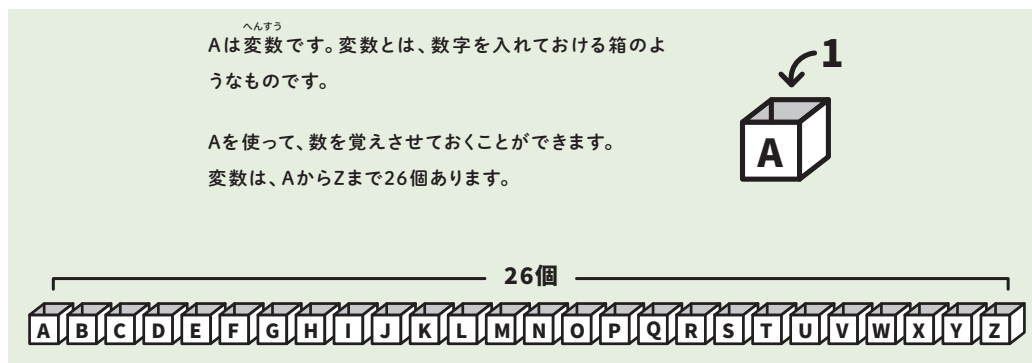 へんすう
Aは変数です。変数とは、数字を入れておける箱のよ
うなものです。
Aを使って、数を覚えさせておくことができます。
変数は、AからZまで26個あります。
1
A
26個
A B C D E F G H I J K L M N O P Q R S T U V W X Y Z